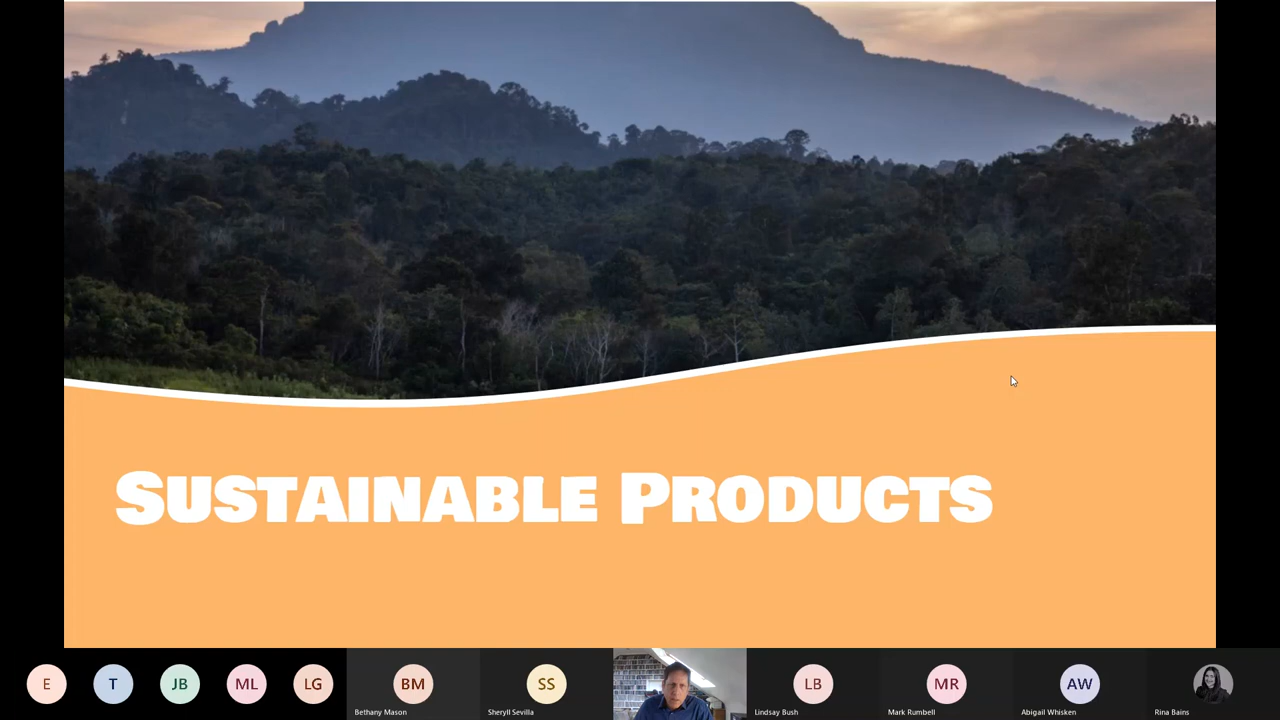 Sustainable Products
E
T
JB
ML
LG
BM
Bethany Mason
SS
Sheryll Sevilla
LB
Lindsay Bush
MR
Mark Rumbell
AW
Abigail Whisken
Rina Bains